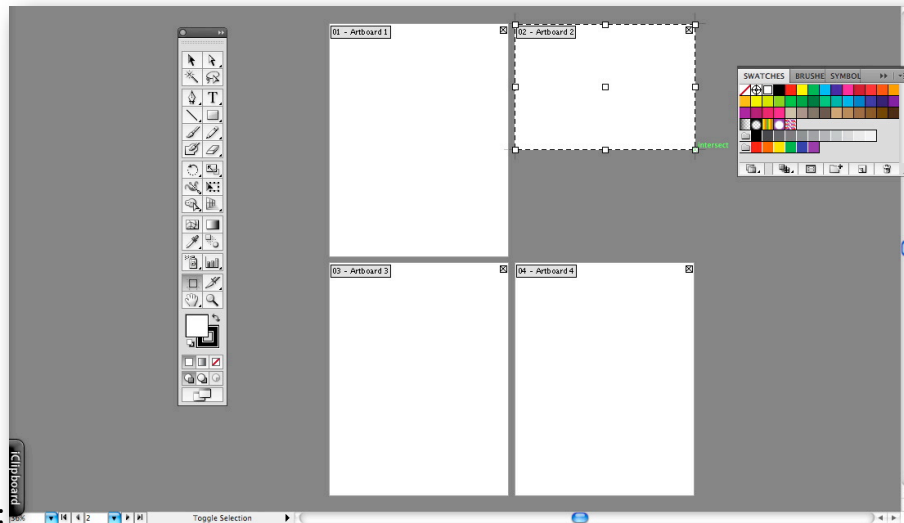 01 - Artboard 1
02 - Artboard 2
SWATCHES BRUSHE SYMBOL
intersect
03 - Artboard 3
04 - Artboard 4
iClipboard
2
Toggle Selection